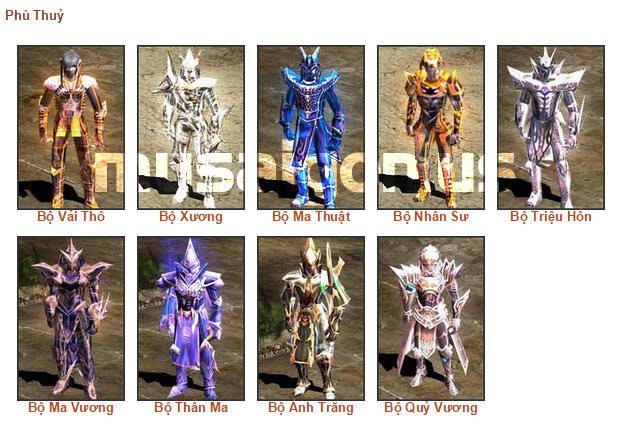 Phù Thuỷ
Bộ Vải Thô
Bộ Xương
Bộ Ma Thuật
Bộ Nhân Sư
Bộ Triệu Hồn
Bộ Ma Vương
Bộ Thần Ma
Bộ Ánh Trăng
Bộ Quỷ Vương